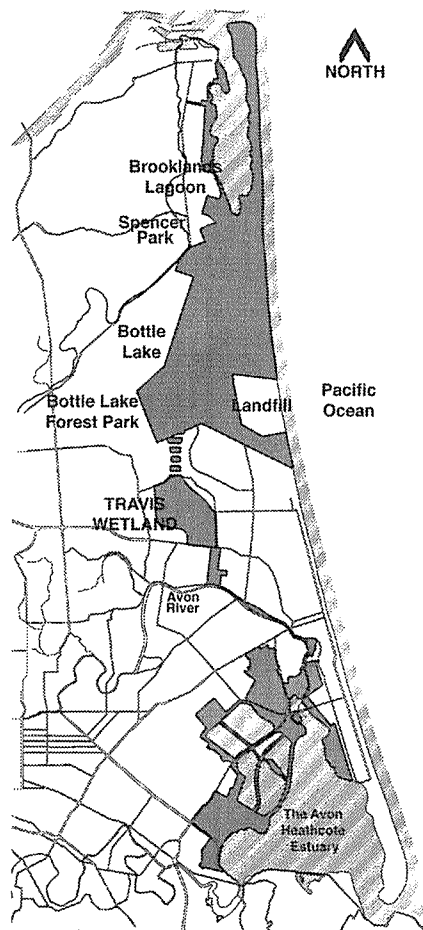 NORTH
Brooklands
Lagoon
Spencer
Park
Bottle
Lake
Bottle Lake
Forest Park
Landfill
Pacific
Ocean
TRAVIS
WETLAND
Avon
River
The Avon
Heathcote
Estuary